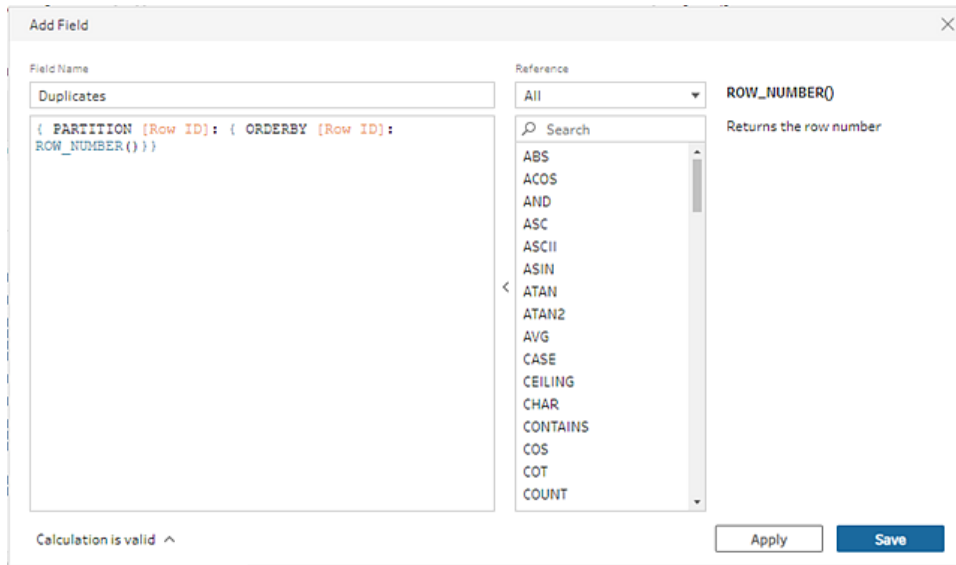 Add Field
Field Name
Duplicates
{ PARTITION [Row ID]: { ORDERBY [Row ID]:
ROW_NUMBER()}}
Reference
All
Search
ABS
ACOS
AND
ASC
ASCII
ASIN
ATAN
ATAN2
AVG
CASE
CEILING
CHAR
CONTAINS
COS
COT
COUNT
ROW_NUMBER()
Returns the row number
Calculation is valid
Apply
Save